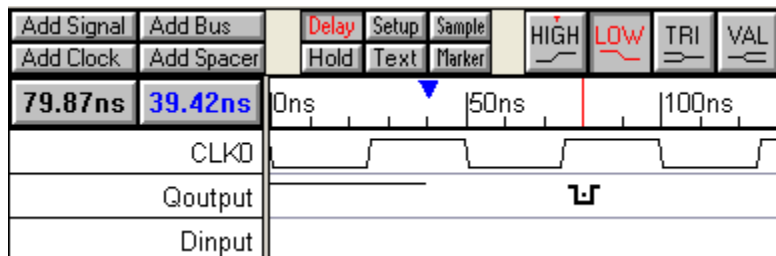 Add Signal Add Bus Delay Setup Sample HIGH LOW TRI VAL
Add Clock Add Spacer Hold Text Marker
79.87ns 39.42ns 0ns 50ns 100ns
CLK0
Qoutput
Dinput